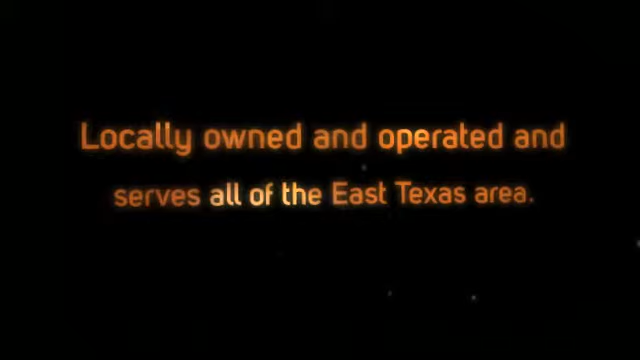 Locally owned and operated and
serves all of the East Texas area.